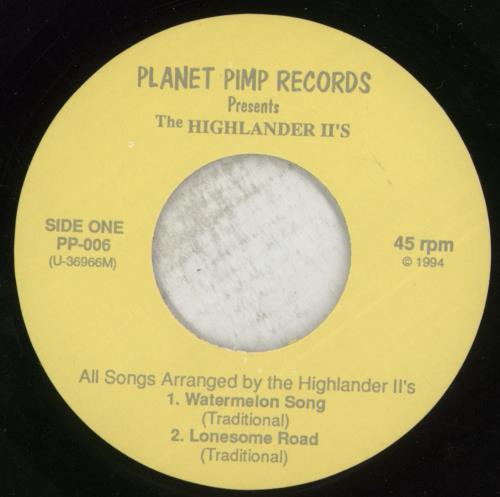 PLANET PIMP RECORDS
Presents
The HIGHLANDER II'S
SIDE ONE
PP-006
(U-36966M)
45 rpm
© 1994
All Songs Arranged by the Highlander II's
1. Watermelon Song
(Traditional)
2. Lonesome Road
(Traditional)